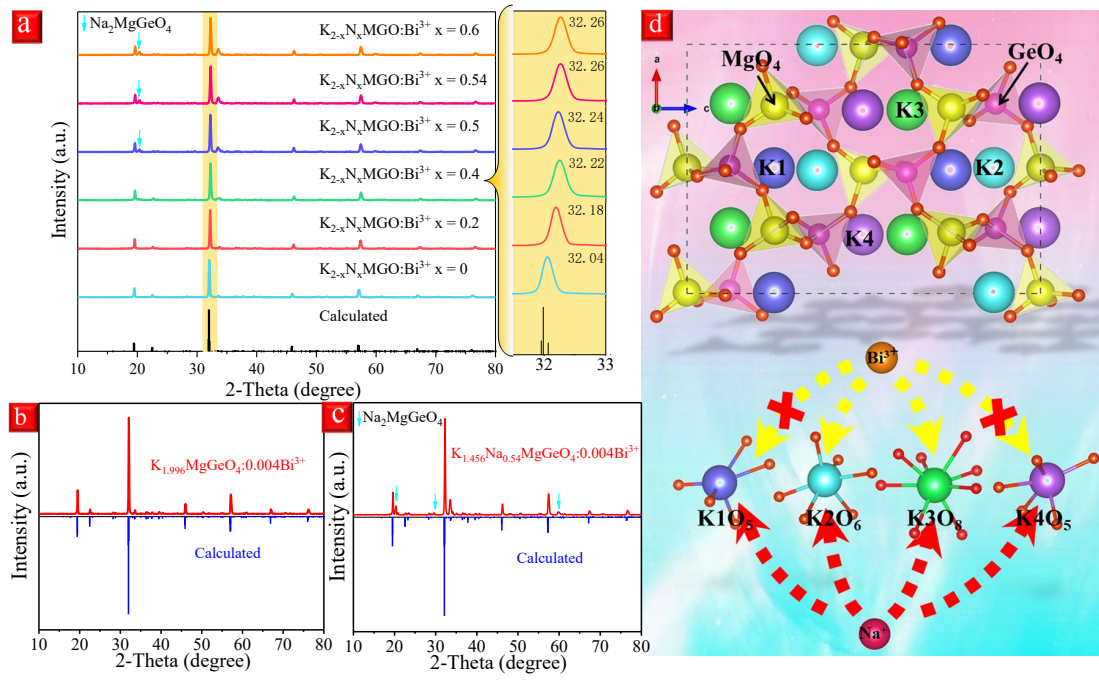 a
Na₂MgGeO₄
K₂₋ₓNₓMGO:Bi³⁺ x = 0.6
K₂₋ₓNₓMGO:Bi³⁺ x = 0.54
K₂₋ₓNₓMGO:Bi³⁺ x = 0.5
K₂₋ₓNₓMGO:Bi³⁺ x = 0.4
K₂₋ₓNₓMGO:Bi³⁺ x = 0.2
K₂₋ₓNₓMGO:Bi³⁺ x = 0
Calculated
Intensity (a.u.)
10 20 30 40 50 60 70 80
2-Theta (degree)
32.26
32.26
32.24
32.22
32.18
32.04
32 33
b
K₁.₉₉₆MgGeO₄:0.004Bi³⁺
Calculated
Intensity (a.u.)
10 20 30 40 50 60 70 80
2-Theta (degree)
c
Na₂MgGeO₄
K₁.₄₅₆Na₀.₅₄MgGeO₄:0.004Bi³⁺
Calculated
Intensity (a.u.)
10 20 30 40 50 60 70 80
2-Theta (degree)
d
a
b
c
MgO₄
GeO₄
K3
K1
K2
K4
Bi³⁺
K1O₅
K2O₆
K3O₈
K4O₅
Na⁺